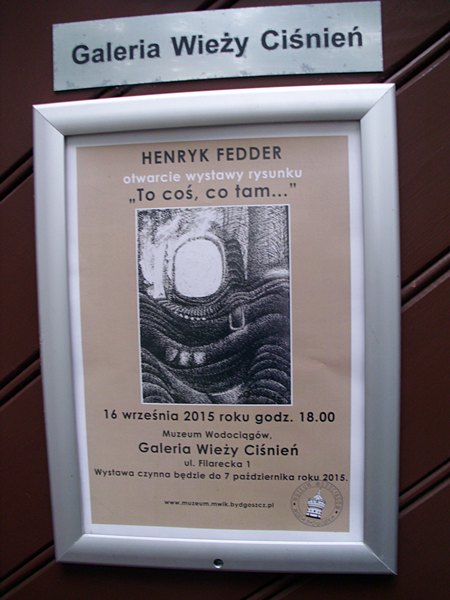 Galeria Wieży Ciśnień
HENRYK FEDDER
otwarcie wystawy rysunku
„To coś, co tam..."
16 września 2015 roku godz. 18.00
Muzeum Wodociągów,
Galeria Wieży Ciśnień
ul. Filarecka 1
Wystawa czynna będzie do 7 października roku 2015.
www.muzeum.mwik.bydgoszcz.pl